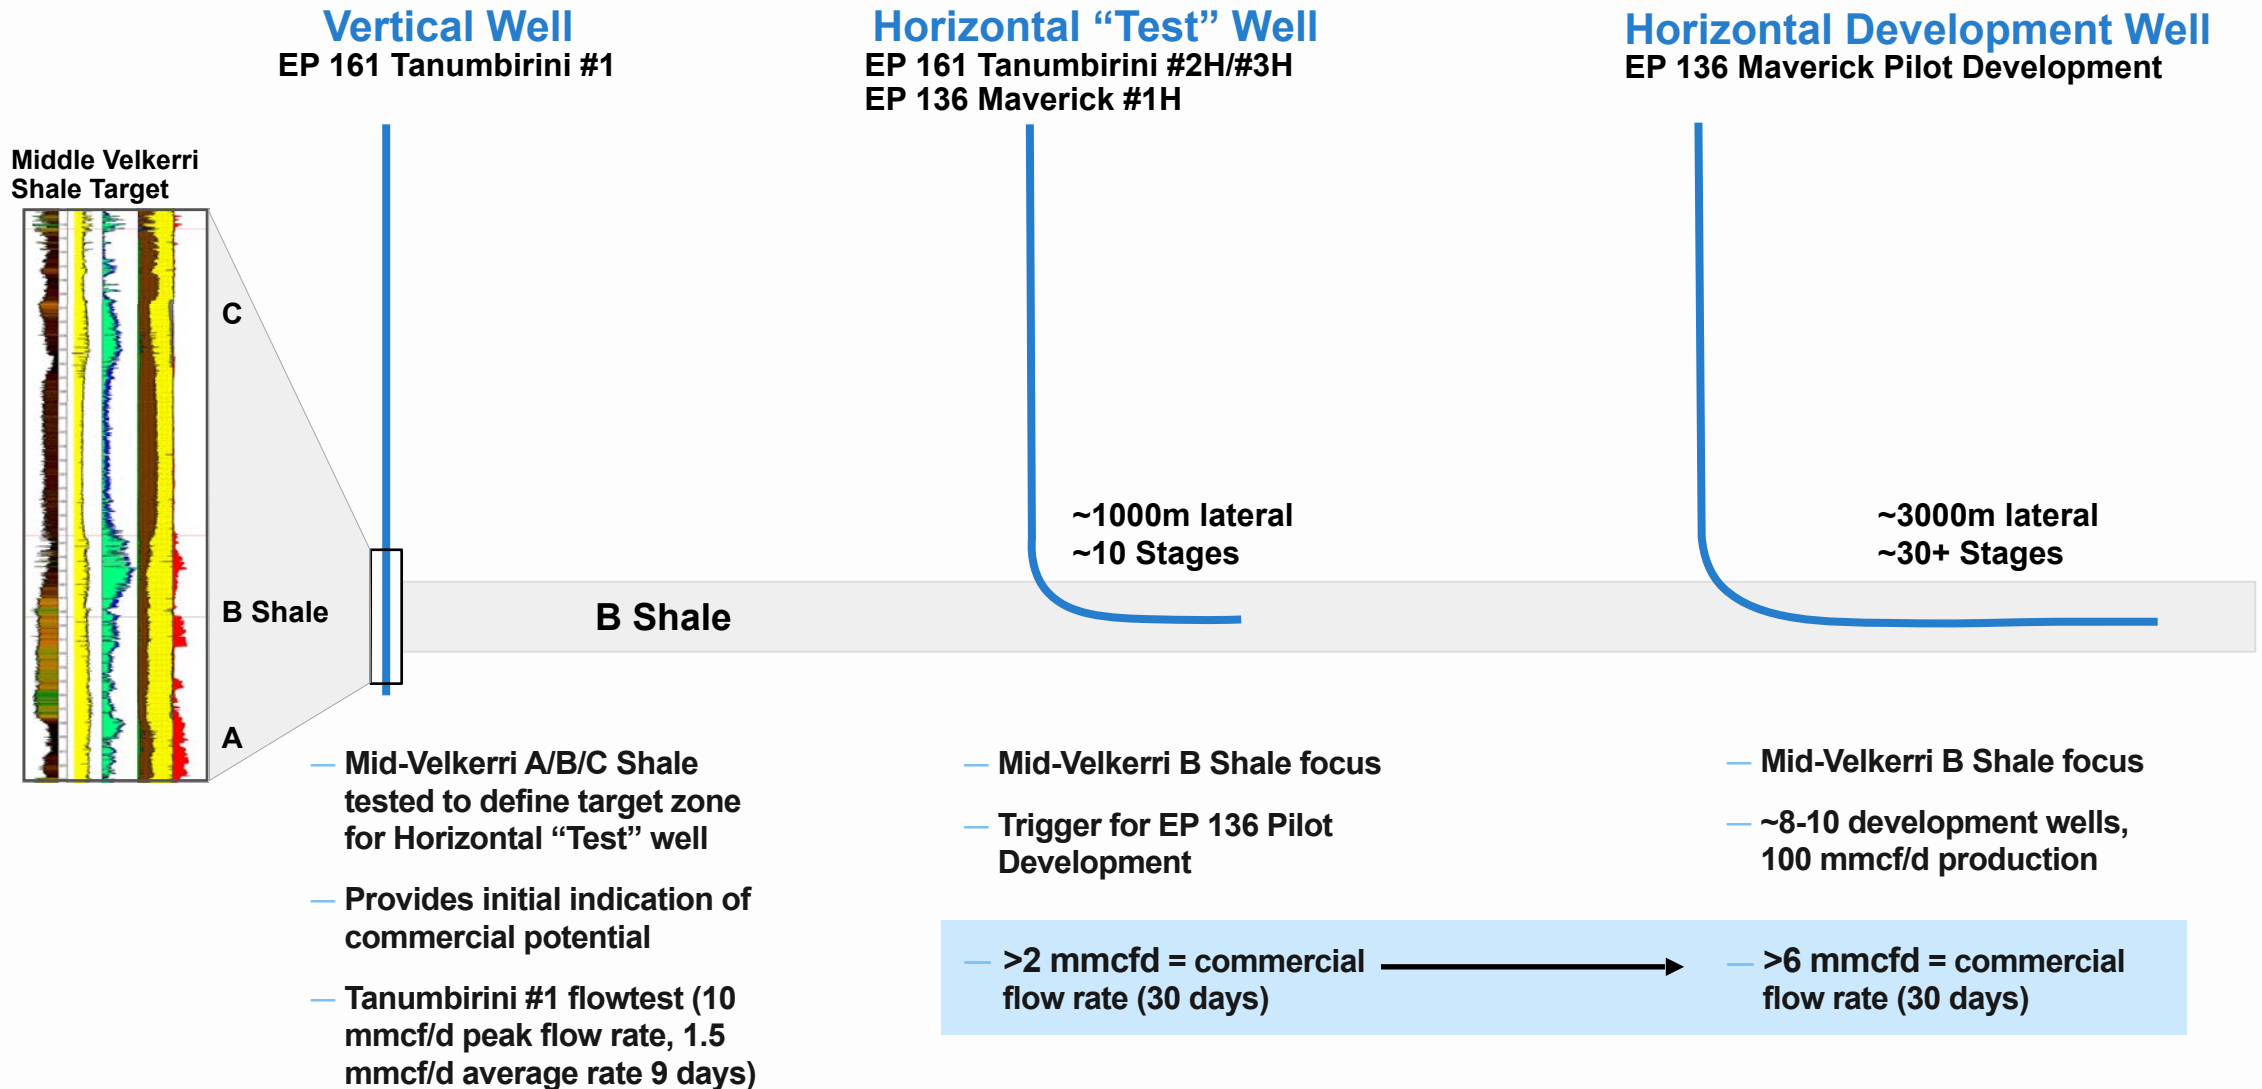 Vertical Well
EP 161 Tanumbirini #1
Horizontal “Test” Well
EP 161 Tanumbirini #2H/#3H
EP 136 Maverick #1H
Horizontal Development Well
EP 136 Maverick Pilot Development
Middle Velkerri
Shale Target
C
B Shale
A
B Shale
~1000m lateral
~10 Stages
~3000m lateral
~30+ Stages
— Mid-Velkerri A/B/C Shale
tested to define target zone
for Horizontal “Test” well
— Provides initial indication of
commercial potential
— Tanumbirini #1 flowtest (10
mmcf/d peak flow rate, 1.5
mmcf/d average rate 9 days)
— Mid-Velkerri B Shale focus
— Trigger for EP 136 Pilot
Development
— >2 mmcfd = commercial
flow rate (30 days)
— Mid-Velkerri B Shale focus
— ~8-10 development wells,
100 mmcf/d production
— >6 mmcfd = commercial
flow rate (30 days)